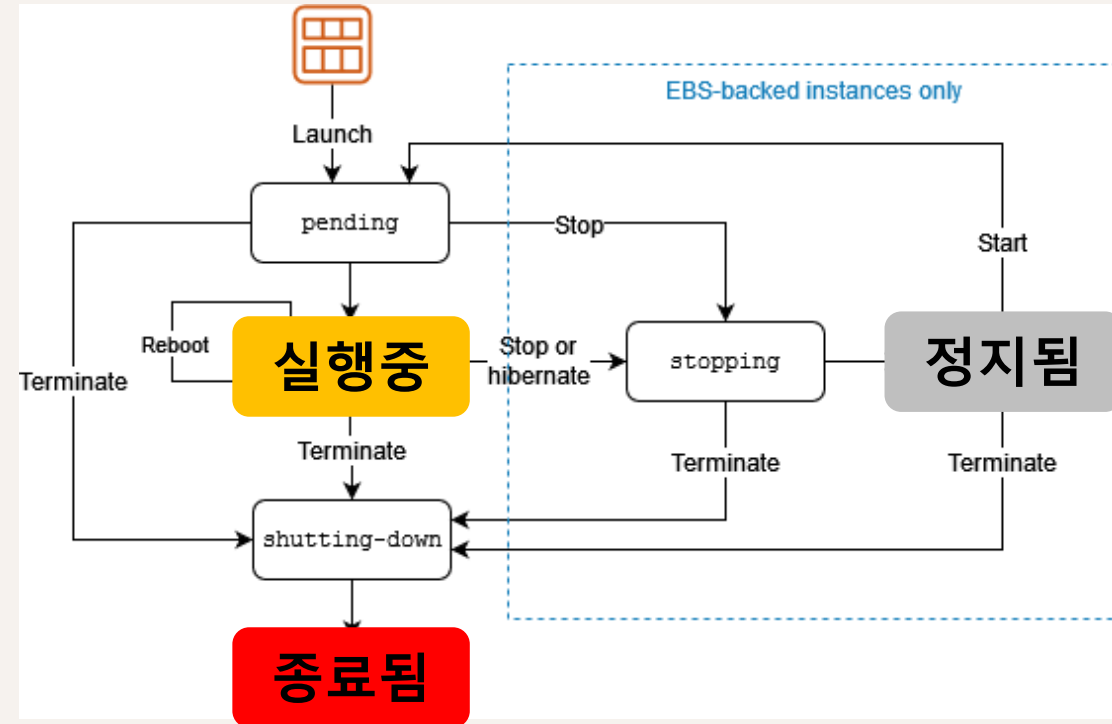 EBS-backed instances only
Launch
pending
Stop
Start
Reboot
실행중
Stop or
hibernate
stopping
정지됨
Terminate
Terminate
Terminate
Terminate
shutting-down
종료됨